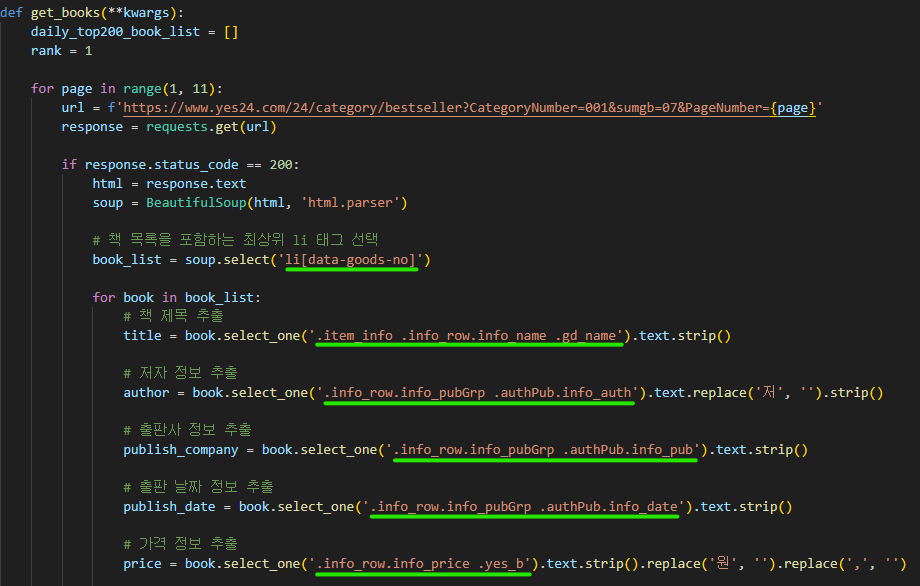 def get_books(**kwargs):
daily_top200_book_list = []
rank = 1
for page in range(1, 11):
url = f'https://www.yes24.com/24/category/bestseller?CategoryNumber=001&sumgb=07&PageNumber={page}'
response = requests.get(url)
if response.status_code == 200:
html = response.text
soup = BeautifulSoup(html, 'html.parser')
# 책 목록을 포함하는 최상위 li 태그 선택
book_list = soup.select('li[data-goods-no]')
for book in book_list:
# 책 제목 추출
title = book.select_one('.item_info .info_row.info_name .gd_name').text.strip()
# 저자 정보 추출
author = book.select_one('.info_row.info_pubGrp .authPub.info_auth').text.replace('저', '').strip()
# 출판사 정보 추출
publish_company = book.select_one('.info_row.info_pubGrp .authPub.info_pub').text.strip()
# 출판 날짜 정보 추출
publish_date = book.select_one('.info_row.info_pubGrp .authPub.info_date').text.strip()
# 가격 정보 추출
price = book.select_one('.info_row.info_price .yes_b').text.strip().replace('원', '').replace(',', '')